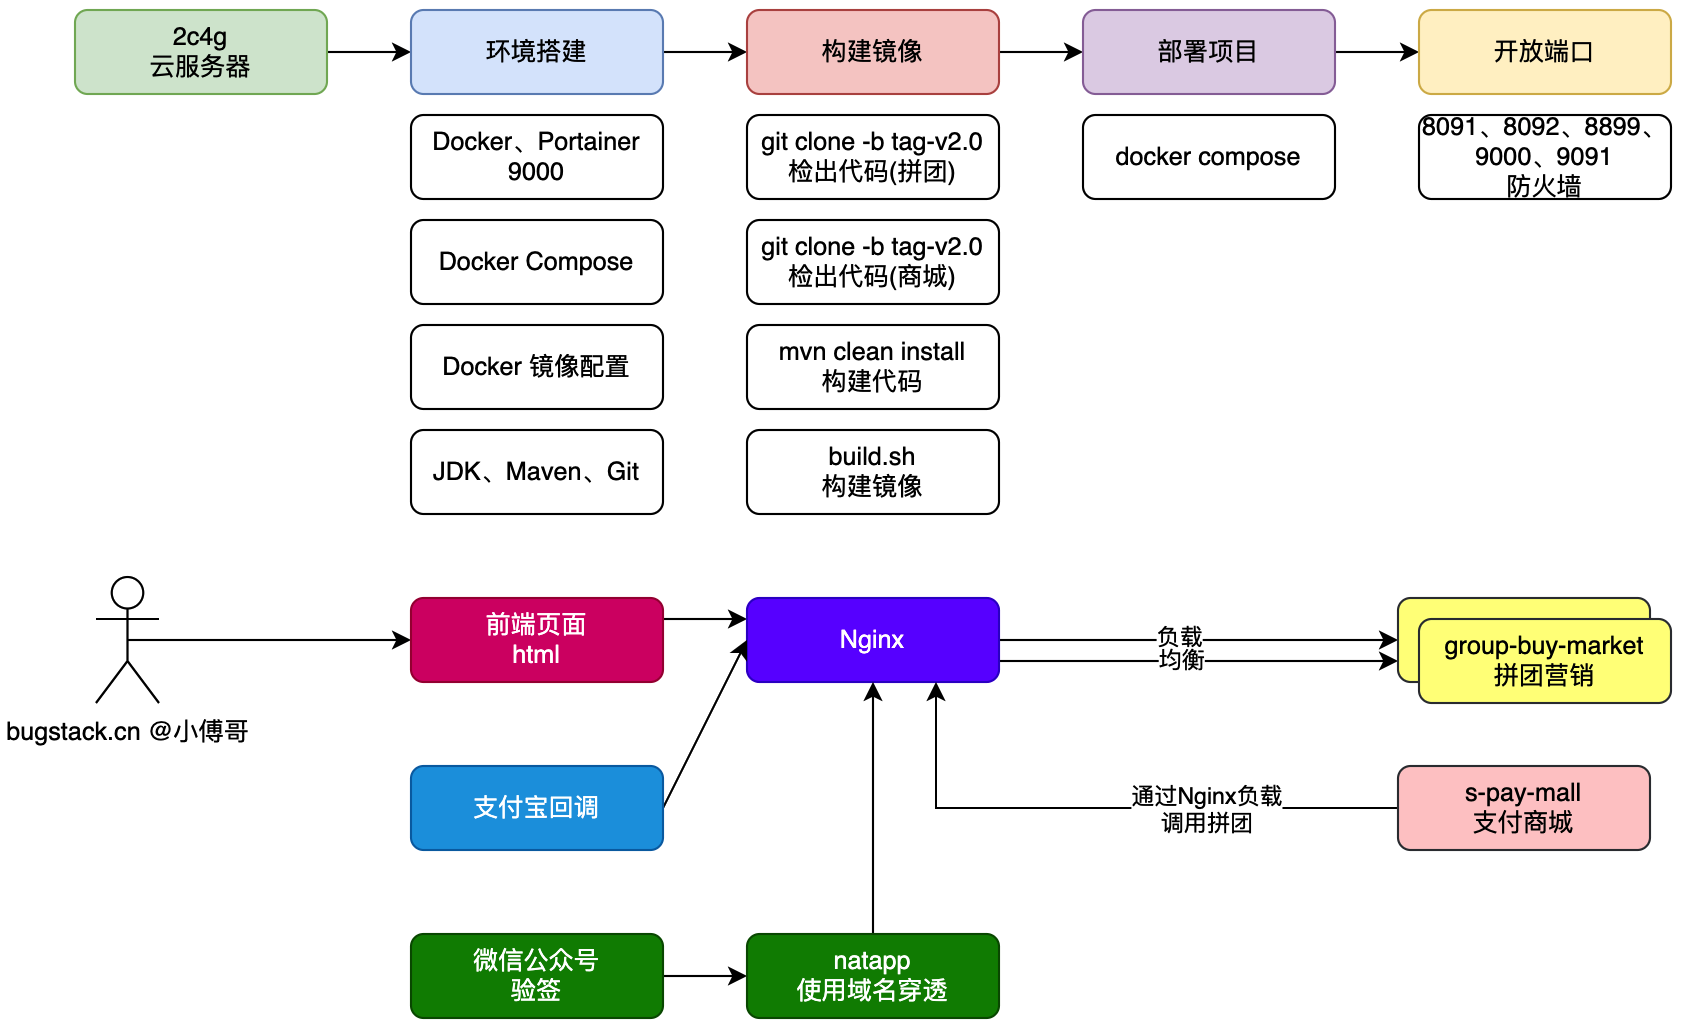 2c4g
云服务器
环境搭建
构建镜像
部署项目
开放端口
Docker、Portainer
9000
git clone -b tag-v2.0
检出代码(拼团)
docker compose
8091、8092、8899、
9000、9091
防火墙
Docker Compose
git clone -b tag-v2.0
检出代码(商城)
Docker 镜像配置
mvn clean install
构建代码
JDK、Maven、Git
build.sh
构建镜像
bugstack.cn @小傅哥
前端页面
html
Nginx
负载
均衡
group-buy-market
拼团营销
支付宝回调
通过Nginx负载
调用拼团
s-pay-mall
支付商城
微信公众号
验签
natapp
使用域名穿透